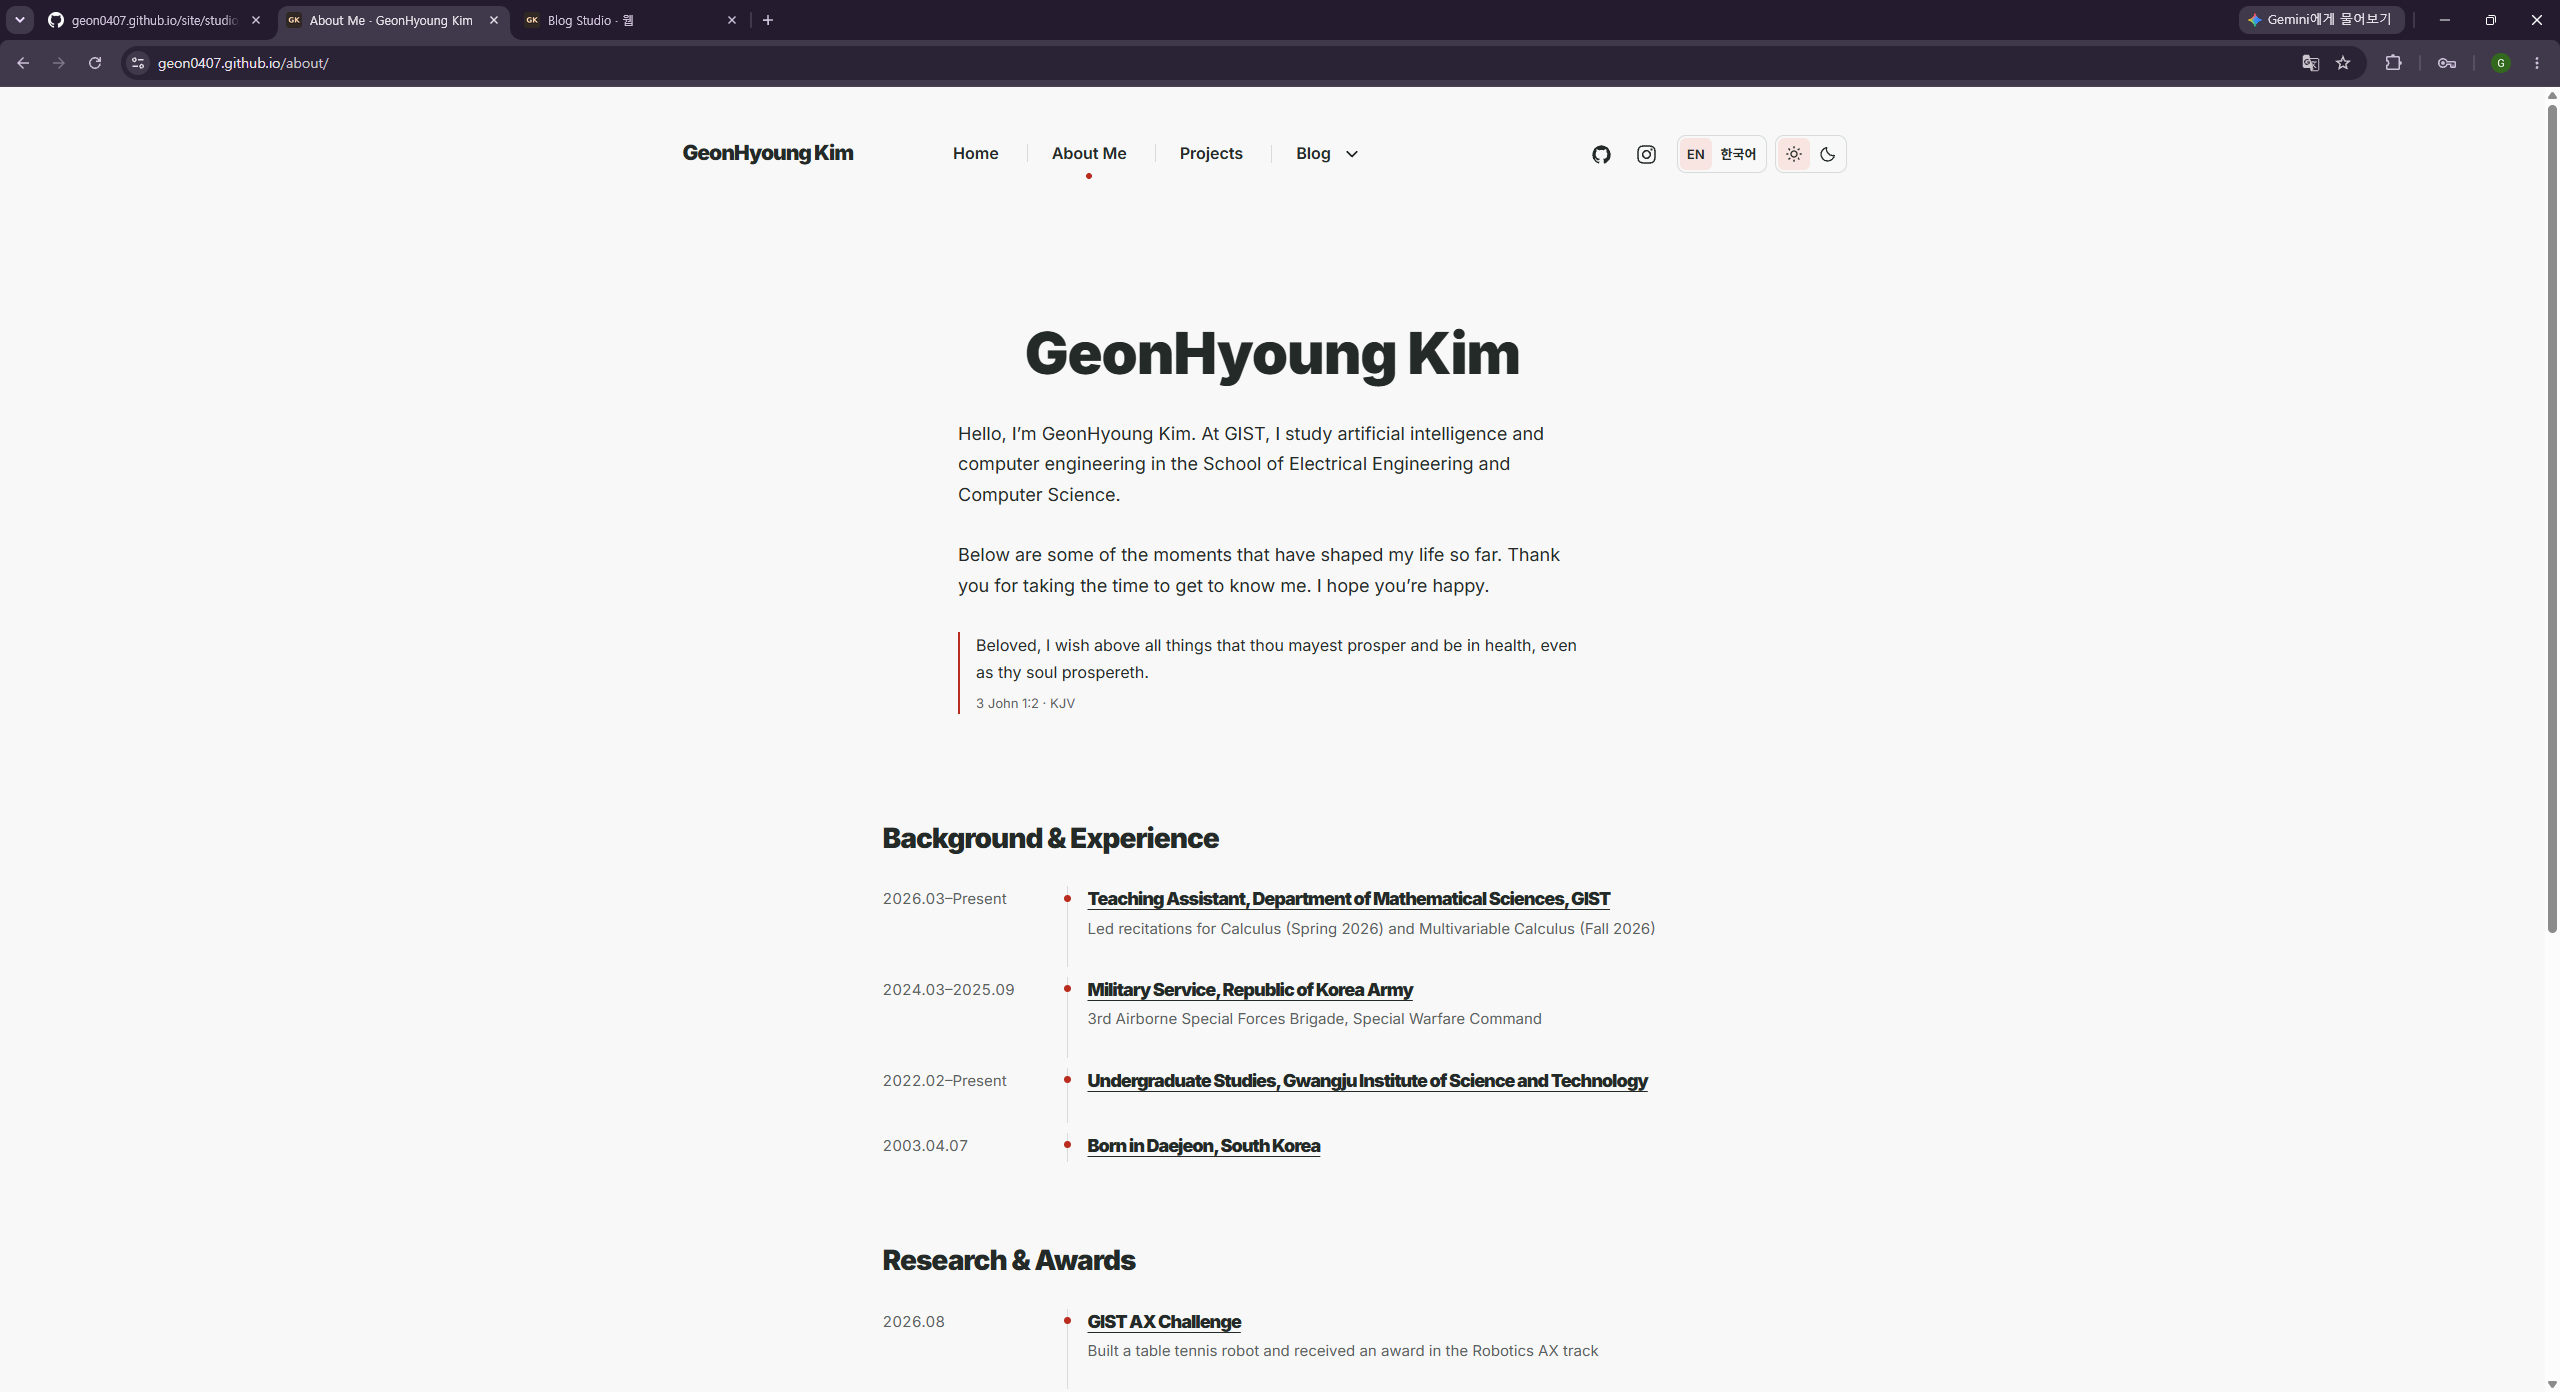 geon0407.github.io/site/studio
About Me - GeonHyoung Kim
GK
Blog Studio - 웹
GK
Gemini에게 물어보기
geon0407.github.io/about/
G
GeonHyoung Kim
Home
About Me
Projects
Blog
EN
한국어
GeonHyoung Kim
Hello, I’m GeonHyoung Kim. At GIST, I study artificial intelligence and
computer engineering in the School of Electrical Engineering and
Computer Science.
Below are some of the moments that have shaped my life so far. Thank
you for taking the time to get to know me. I hope you’re happy.
Beloved, I wish above all things that thou mayest prosper and be in health, even
as thy soul prospereth.
3 John 1:2 · KJV
Background & Experience
2026.03–Present
Teaching Assistant, Department of Mathematical Sciences, GIST
Led recitations for Calculus (Spring 2026) and Multivariable Calculus (Fall 2026)
2024.03–2025.09
Military Service, Republic of Korea Army
3rd Airborne Special Forces Brigade, Special Warfare Command
2022.02–Present
Undergraduate Studies, Gwangju Institute of Science and Technology
2003.04.07
Born in Daejeon, South Korea
Research & Awards
2026.08
GIST AX Challenge
Built a table tennis robot and received an award in the Robotics AX track